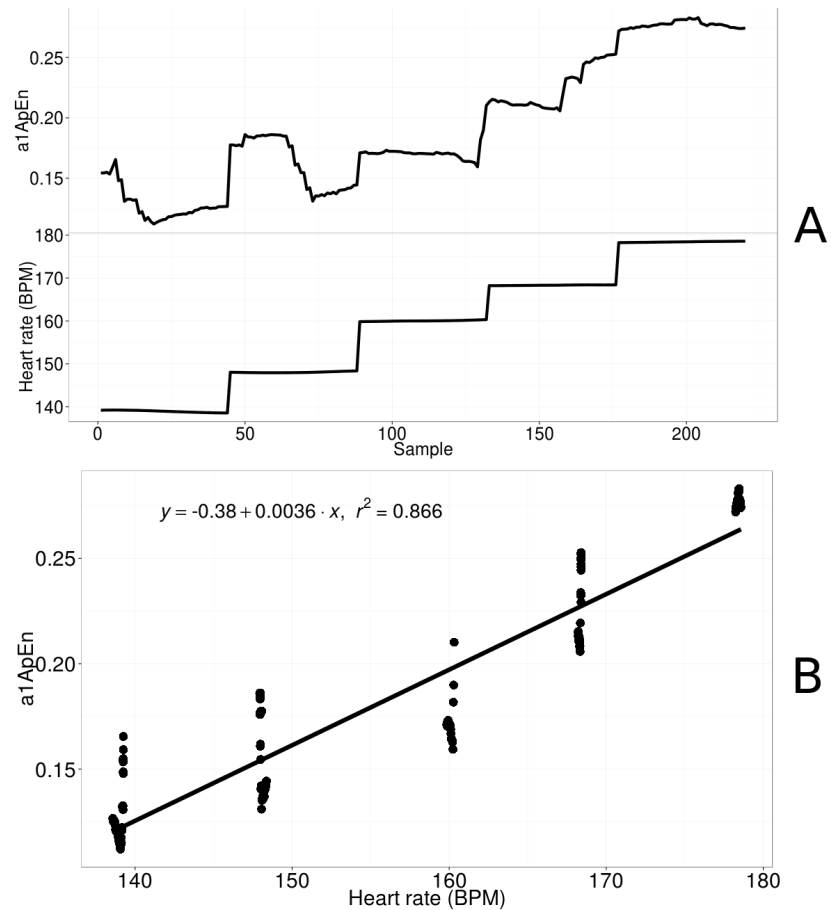 0.25
0.20
0.15
a1ApEn
A
180
170
160
150
140
Heart rate (BPM)
0 50 100 150 200
Sample
y = -0.38 + 0.0036 · x, r² = 0.866
0.25
0.20
0.15
a1ApEn
B
140 150 160 170 180
Heart rate (BPM)